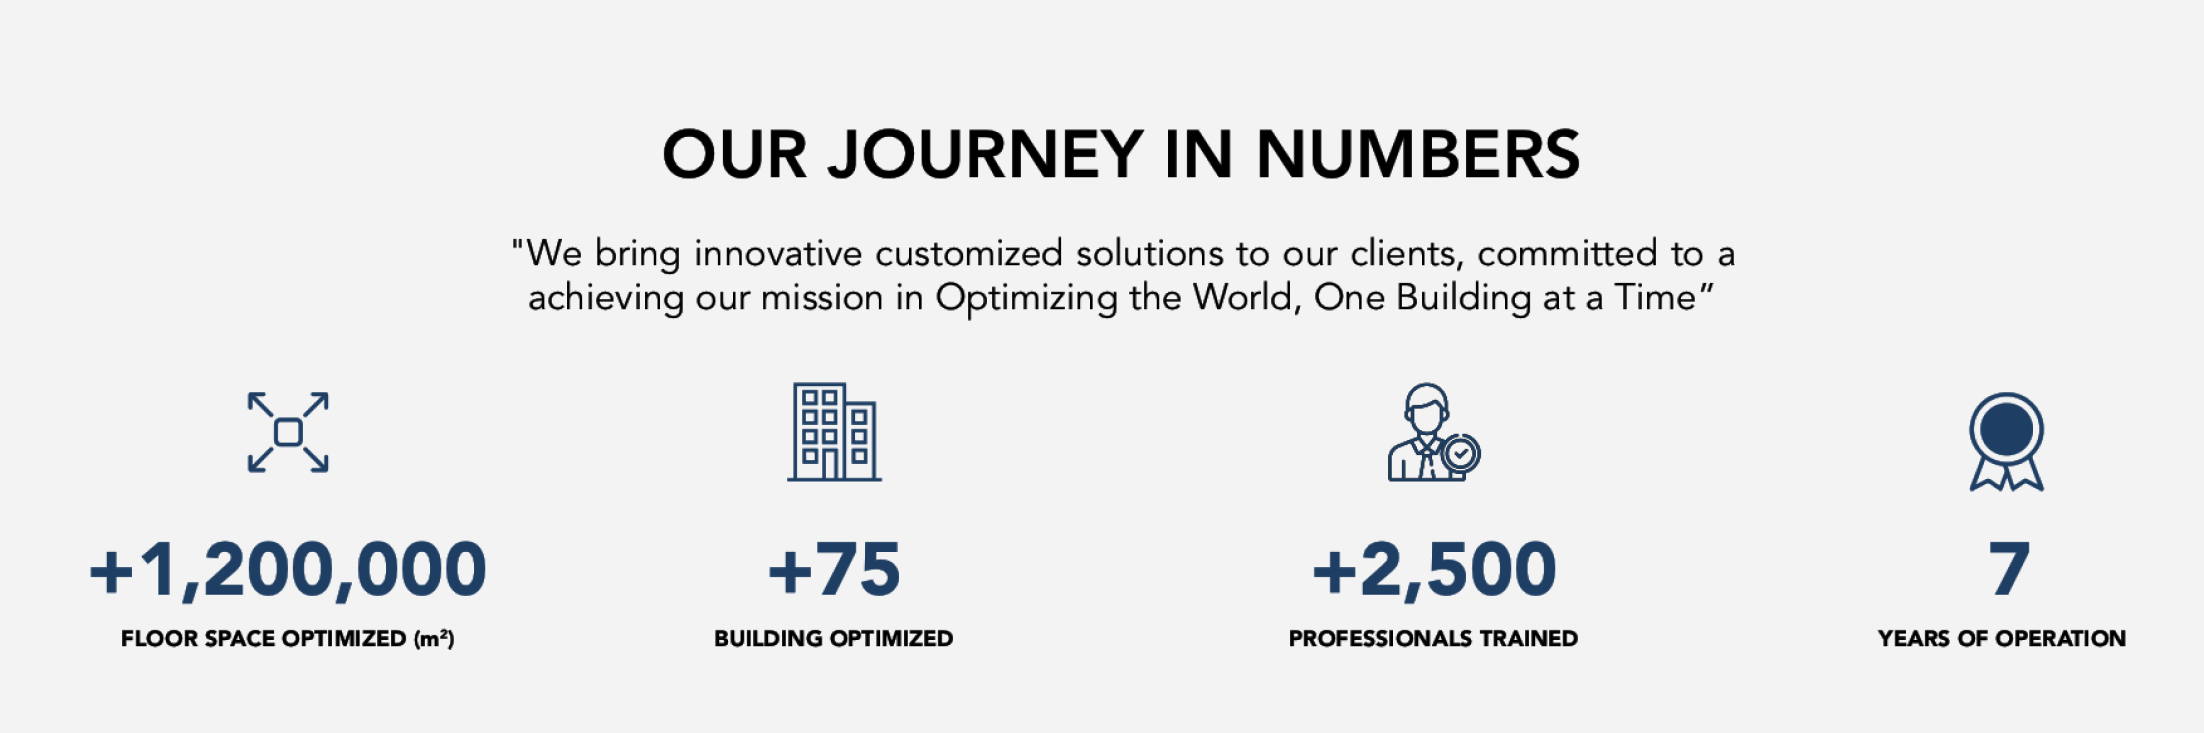 OUR JOURNEY IN NUMBERS
"We bring innovative customized solutions to our clients, committed to a
achieving our mission in Optimizing the World, One Building at a Time”
+1,200,000
FLOOR SPACE OPTIMIZED (m²)
+75
BUILDING OPTIMIZED
+2,500
PROFESSIONALS TRAINED
7
YEARS OF OPERATION